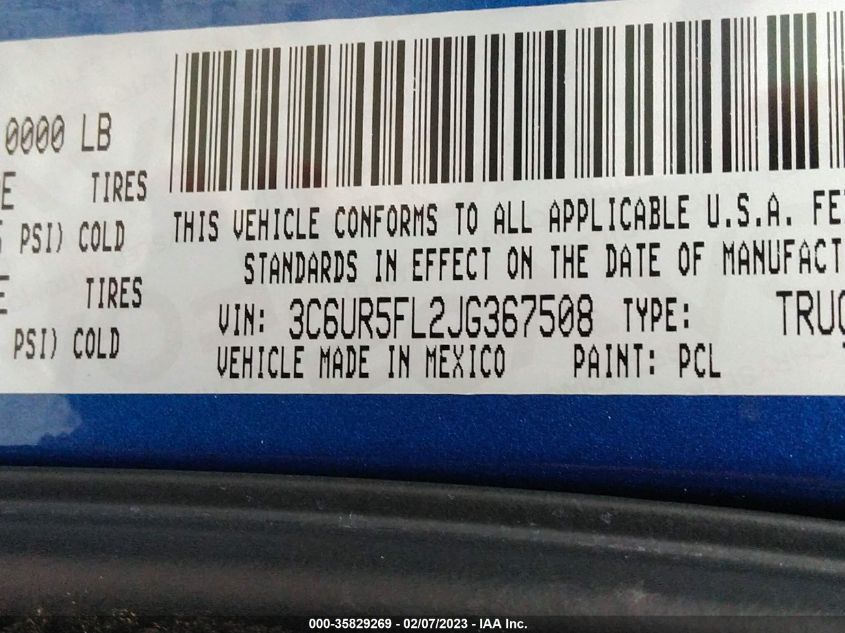 0000 LB
TIRES
PSI) COLD
TIRES
PSI) COLD
THIS VEHICLE CONFORMS TO ALL APPLICABLE U.S.A.
STANDARDS IN EFFECT ON THE DATE OF
VIN: 3C6UR5FL2JG367508 TYPE:
VEHICLE MADE IN MEXICO PAINT: PCL
000-35829269 - 02/07/2023 - IAA Inc.